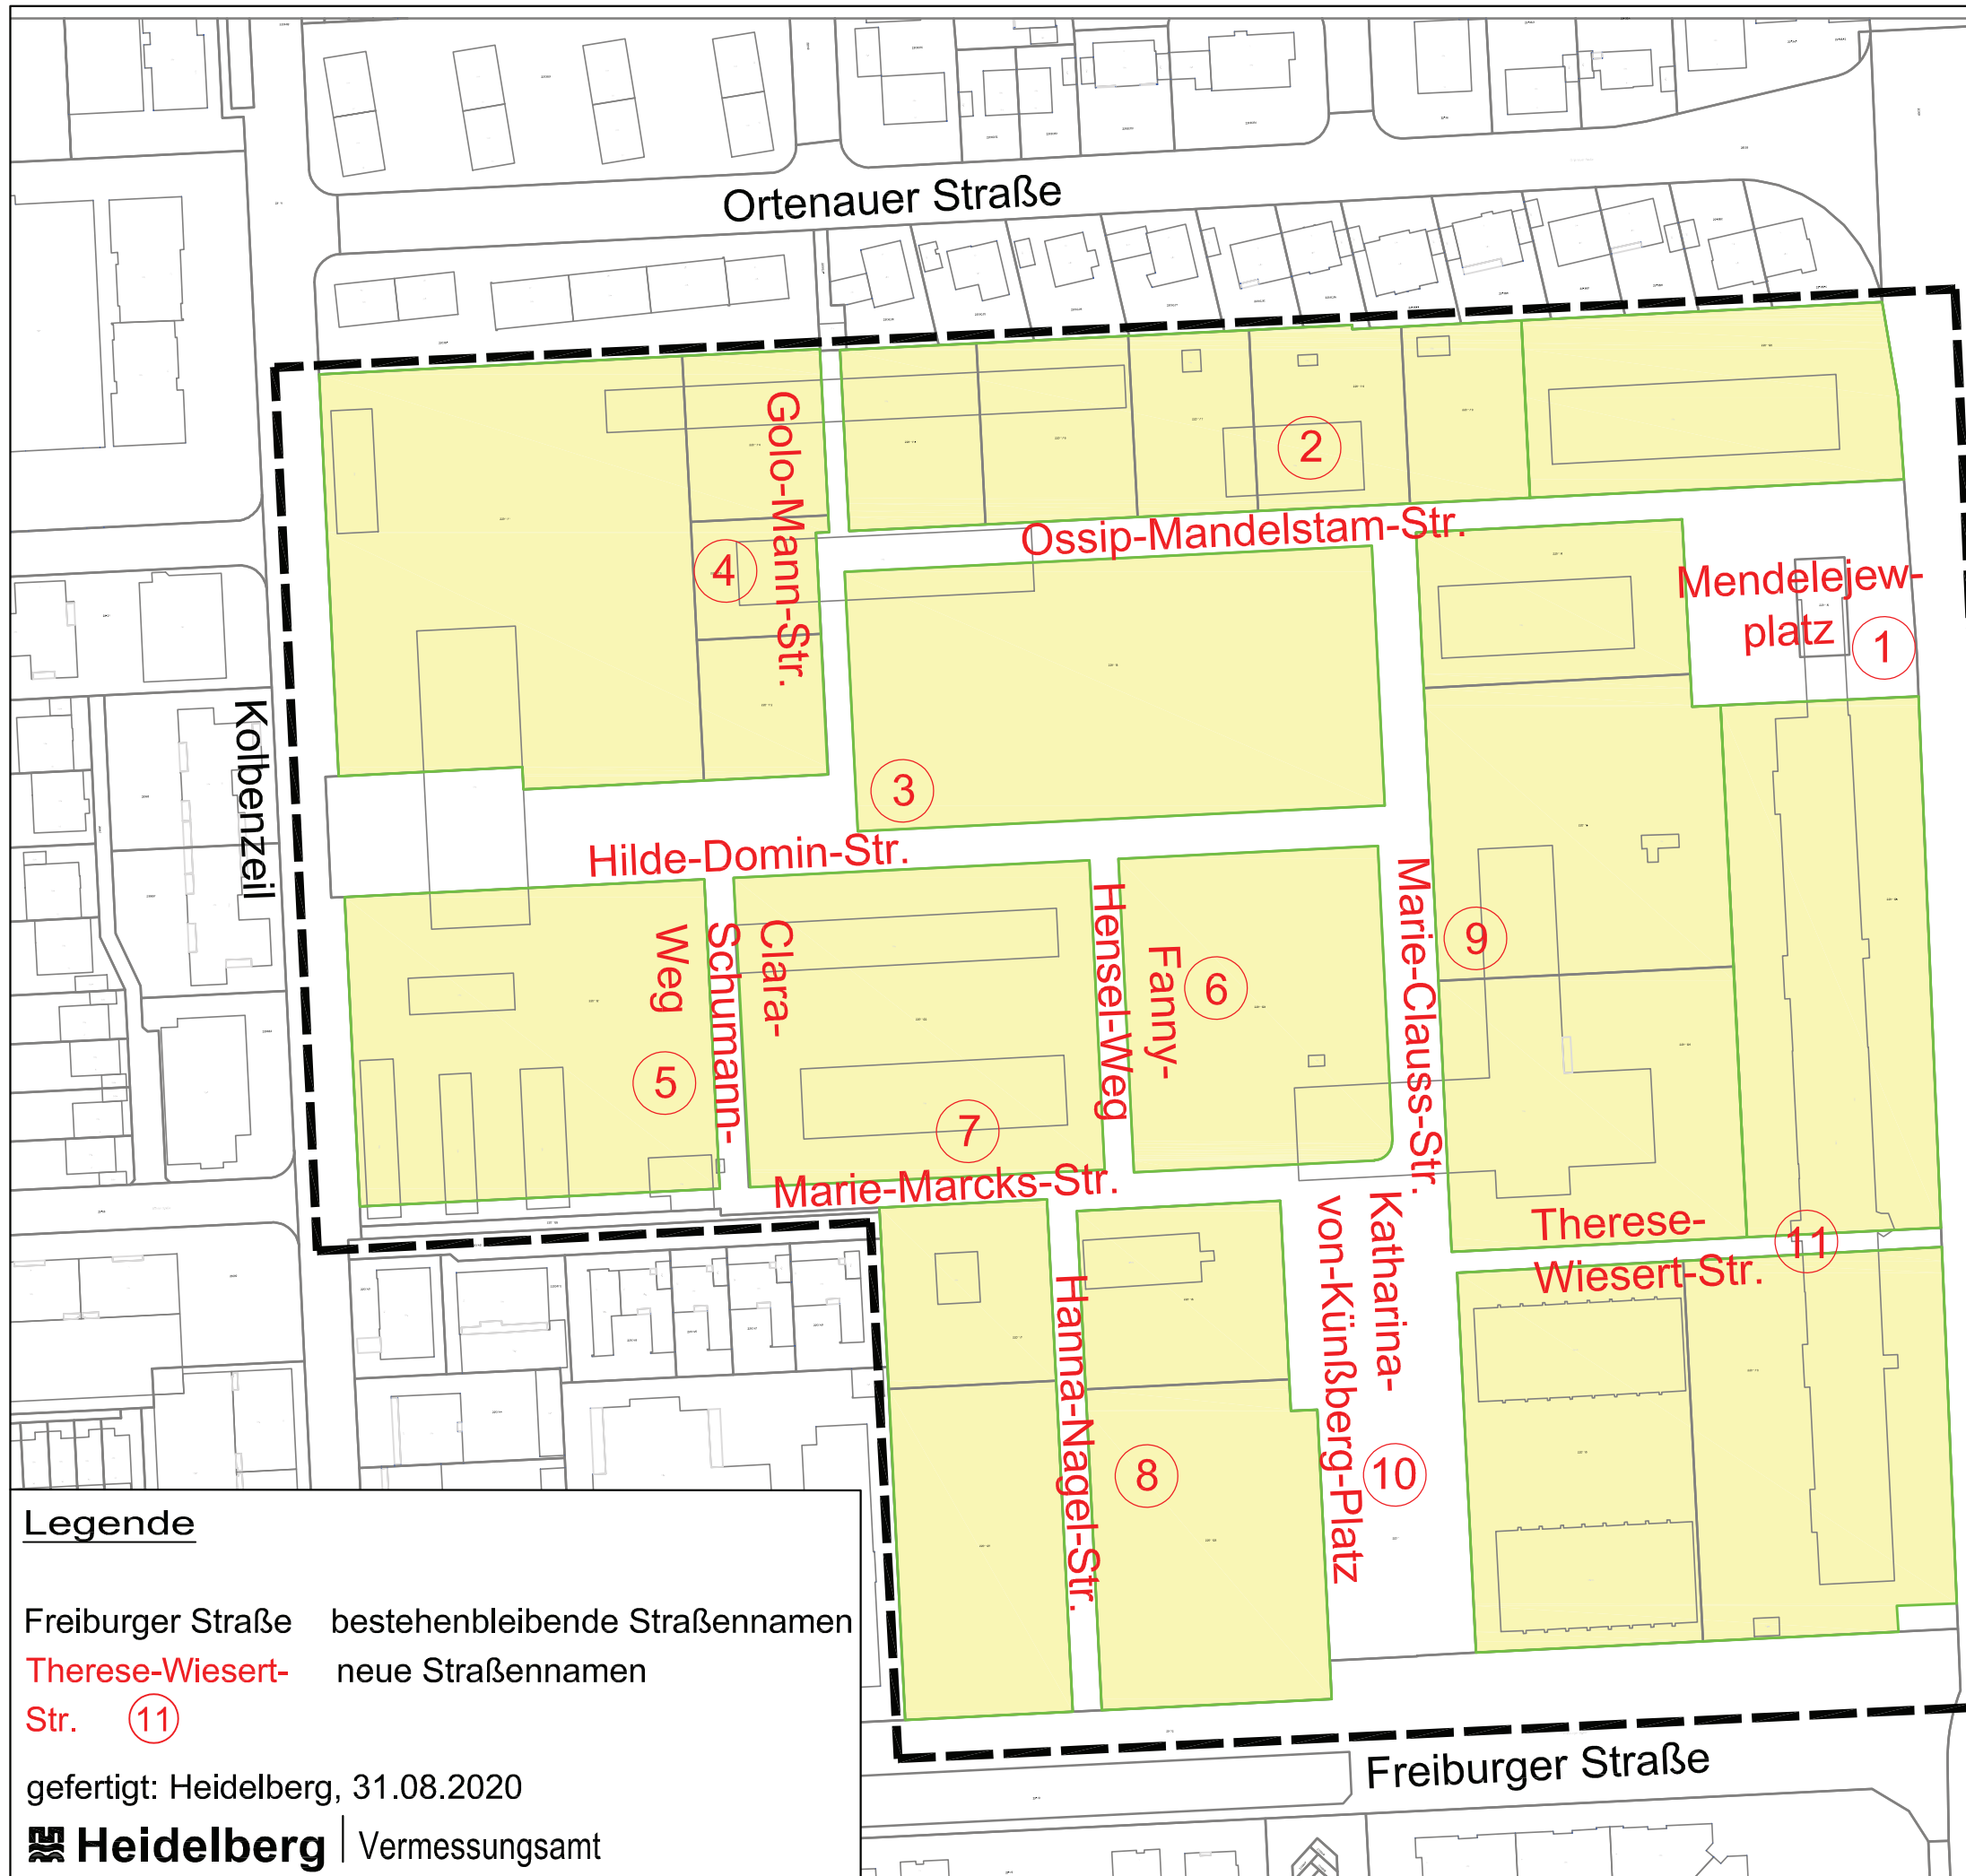 Ortenauer Straße
Golo-Mann-Str.
2
Ossip-Mandelstam-Str.
4
Mendelejew-
platz
1
Kolbenzeil
3
Hilde-Domin-Str.
Clara-
Schumann-
Weg
Fanny-
Hensel-Weg
6
Marie-Clauss-Str.
9
5
7
Marie-Marcks-Str.
Katharina-
von-Künßberg-Platz
Therese-
Wiesert-Str.
11
Hanna-Nagel-Str.
8
10
Legende
Freiburger Straße bestehenbleibende Straßennamen
Therese-Wiesert- neue Straßennamen
Str. 11
gefertigt: Heidelberg, 31.08.2020
Heidelberg Vermessungsamt
Freiburger Straße